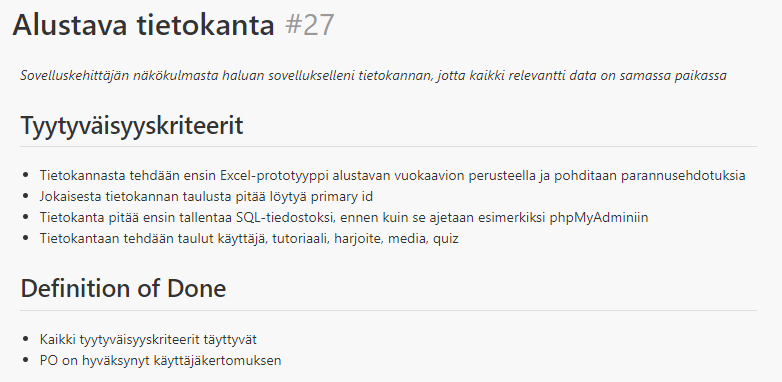 Alustava tietokanta #27
Sovelluskehittäjän näkökulmasta haluan sovellukselleni tietokannan, jotta kaikki relevantti data on samassa paikassa
Tyytyväisyyskriteerit
• Tietokannasta tehdään ensin Excel-prototyyppi alustavan vuokaavion perusteella ja pohditaan parannusehdotuksia
• Jokaisesta tietokannan taulusta pitää löytyä primary id
• Tietokanta pitää ensin tallentaa SQL-tiedostoksi, ennen kuin se ajetaan esimerkiksi phpMyAdminiin
• Tietokantaan tehdään taulut käyttäjä, tutoriaali, harjoite, media, quiz
Definition of Done
• Kaikki tyytyväisyyskriteerit täyttyvät
• PO on hyväksynyt käyttäjäkertomuksen